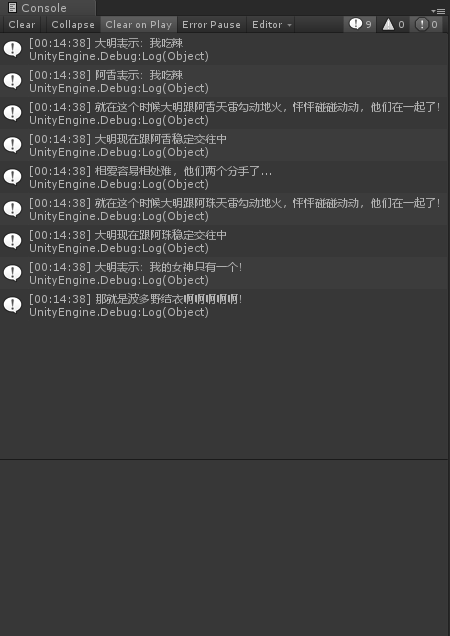 Console
Clear Collapse Clear on Play Error Pause Editor 9 0 0
[00:14:38] 大明表示: 我吃辣
UnityEngine.Debug:Log(Object)
[00:14:38] 阿香表示: 我吃辣
UnityEngine.Debug:Log(Object)
[00:14:38] 就在这个时候大明跟阿香天雷勾动地火，怦怦碰碰动动，他们在一起了!
UnityEngine.Debug:Log(Object)
[00:14:38] 大明现在跟阿香稳定交往中
UnityEngine.Debug:Log(Object)
[00:14:38] 相爱容易相处难，他们两个分手了...
UnityEngine.Debug:Log(Object)
[00:14:38] 就在这个时候大明跟阿珠天雷勾动地火，怦怦碰碰动动，他们在一起了!
UnityEngine.Debug:Log(Object)
[00:14:38] 大明现在跟阿珠稳定交往中
UnityEngine.Debug:Log(Object)
[00:14:38] 大明表示: 我的女神只有一个!
UnityEngine.Debug:Log(Object)
[00:14:38] 那就是波多野结衣啊啊啊啊啊!
UnityEngine.Debug:Log(Object)